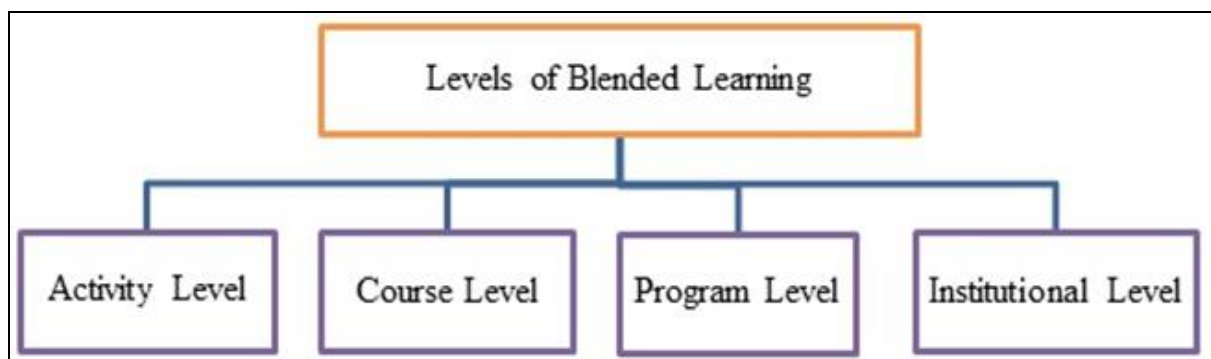 Levels of Blended Learning
Activity Level
Course Level
Program Level
Institutional Level